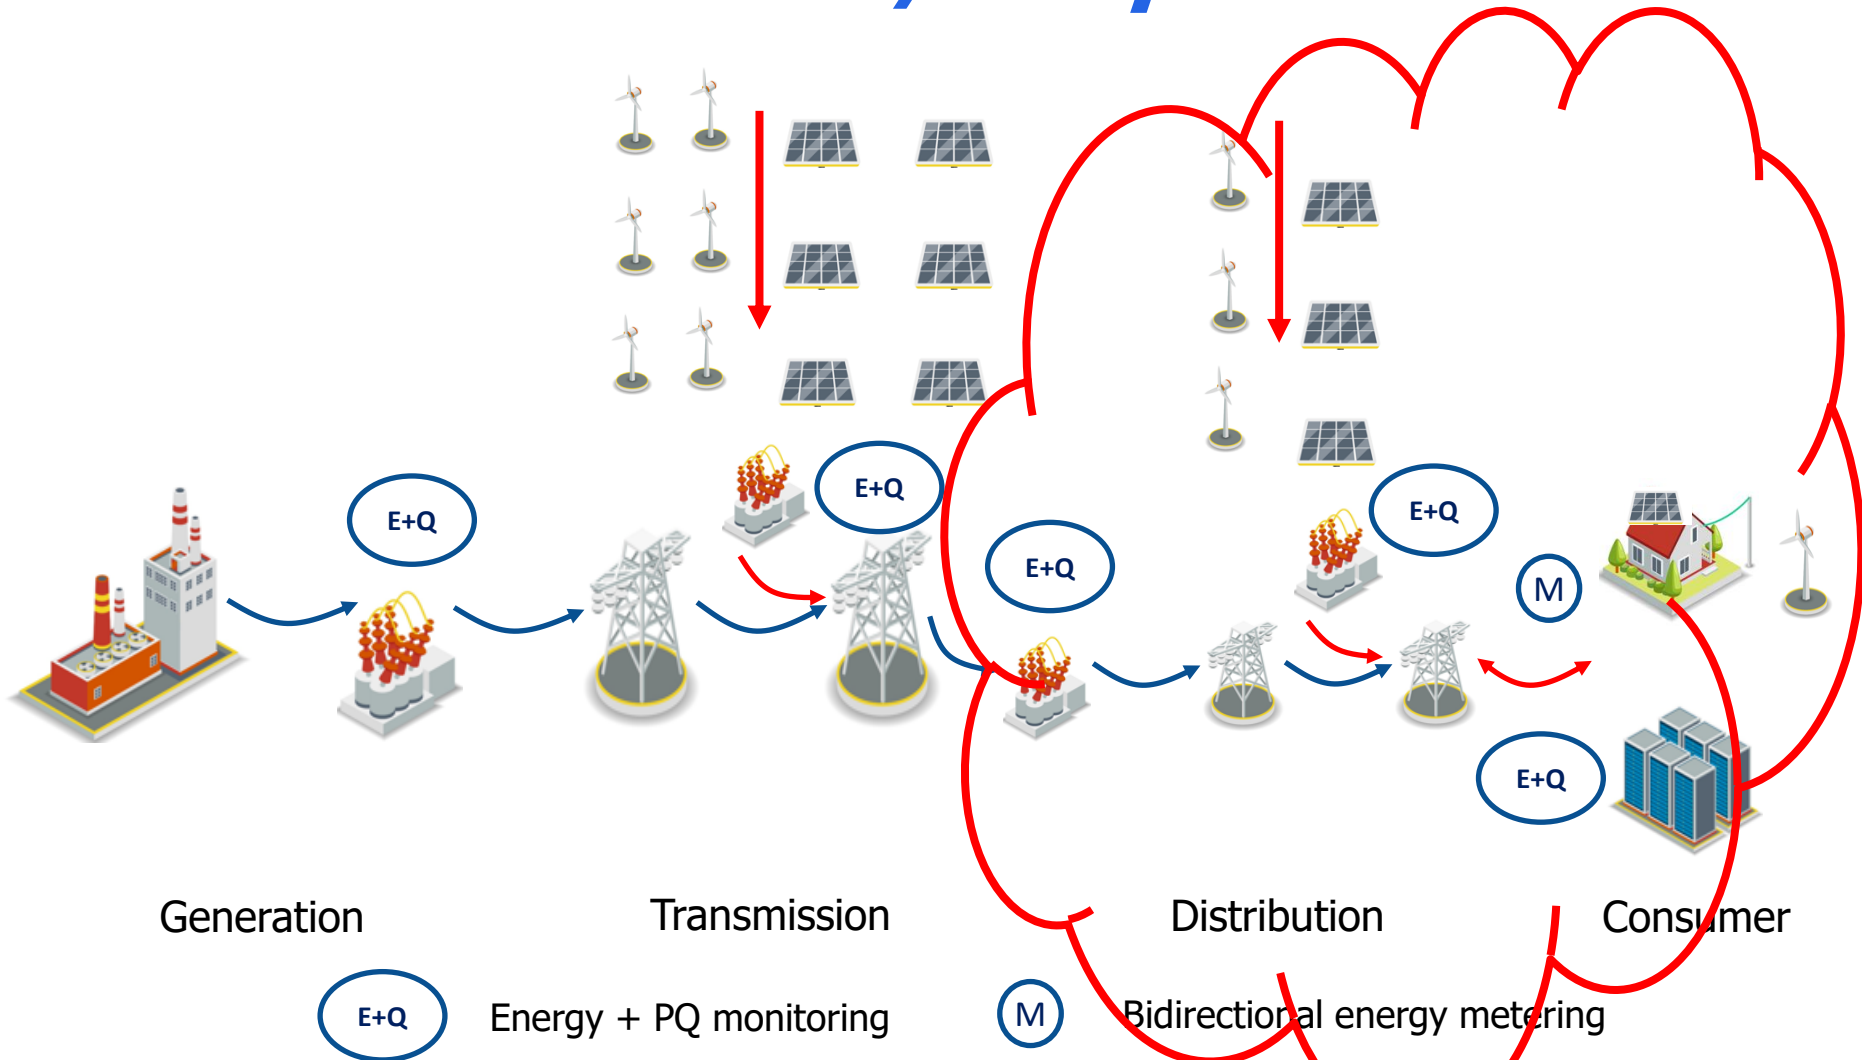 E+Q
E+Q
E+Q
E+Q
M
E+Q
Generation
Transmission
Distribution
Consumer
E+Q
Energy + PQ monitoring
M
Bidirectional energy metering